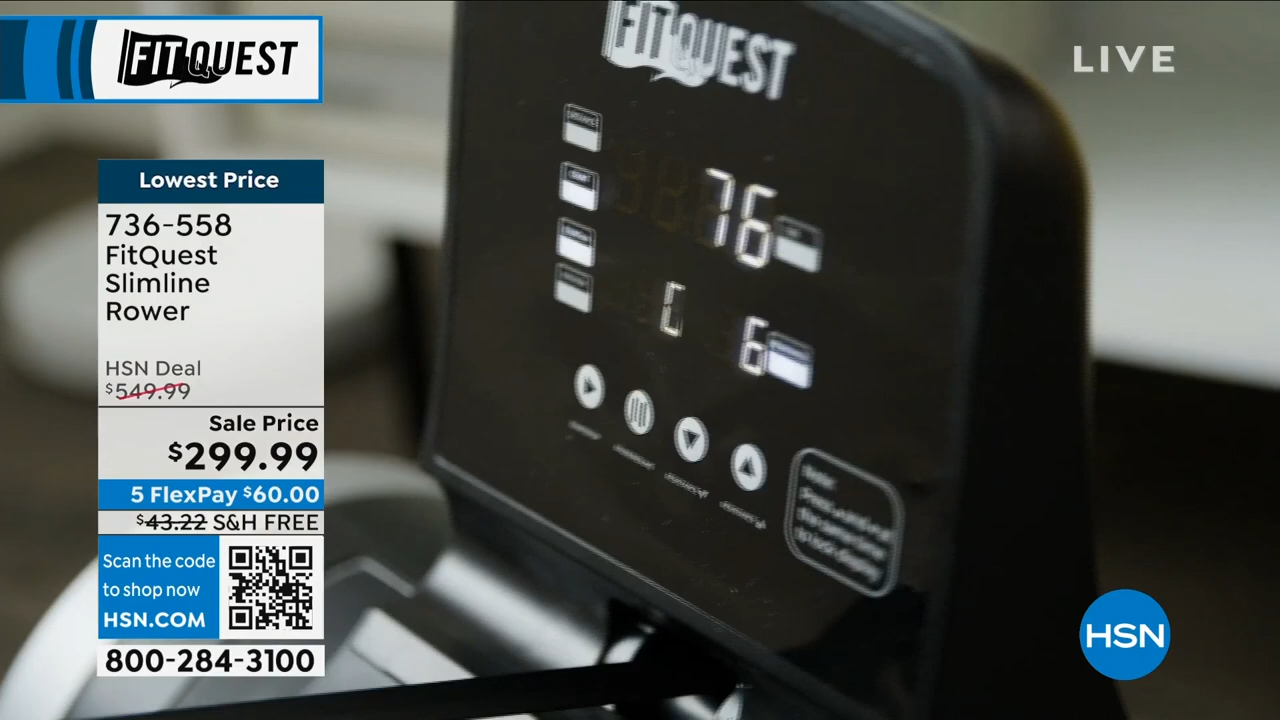 FITQUEST
LIVE
FITQUEST
Lowest Price
736-558
FitQuest
Slimline
Rower
HSN Deal
$549.99
Sale Price
$299.99
5 FlexPay $60.00
$43.22 S&H FREE
Scan the code
to shop now
HSN.COM
800-284-3100
76
6
HSN